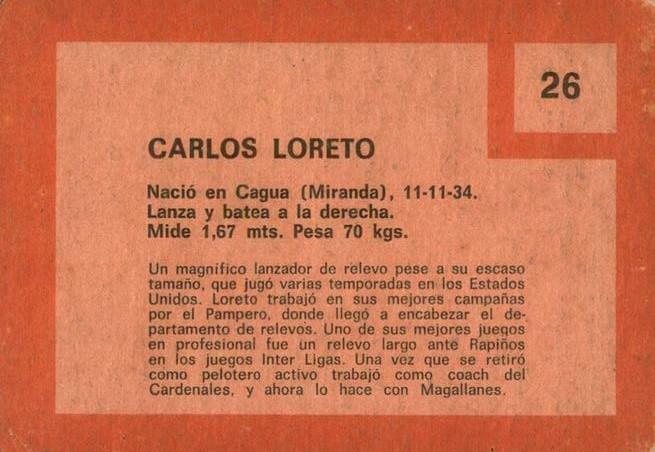 26
CARLOS LORETO
Nació en Cagua (Miranda), 11-11-34.
Lanza y batea a la derecha.
Mide 1,67 mts. Pesa 70 kgs.
Un magnífico lanzador de relevo pese a su escaso
tamaño, que jugó varias temporadas en los Estados
Unidos. Loreto trabajó en sus mejores campañas
por el Pampero, donde llegó a encabezar el de-
partamento de relevos. Uno de sus mejores juegos
en profesional fue un relevo largo ante Rapiños
en los juegos Inter Ligas. Una vez que se retiró
como pelotero activo trabajó como coach del
Cardenales, y ahora lo hace con Magallanes.